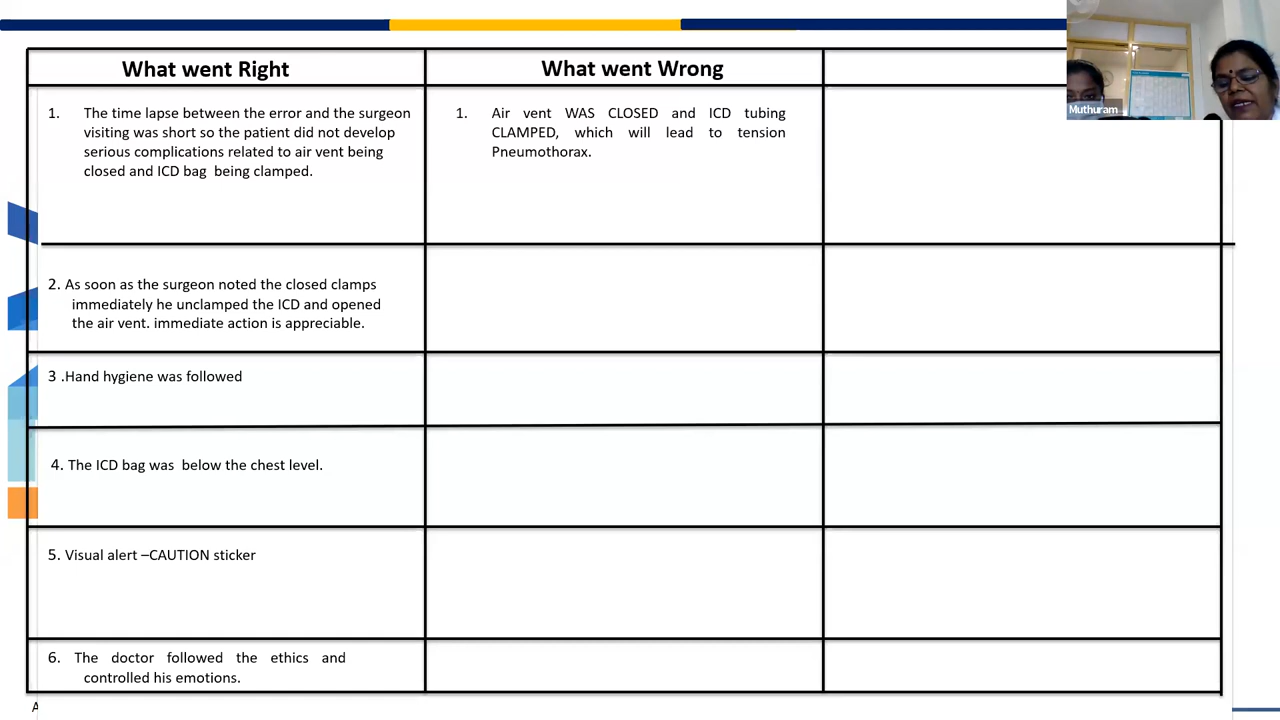 What went Right
What went Wrong
1. The time lapse between the error and the surgeon
visiting was short so the patient did not develop
serious complications related to air vent being
closed and ICD bag being clamped.
1. Air vent WAS CLOSED and ICD tubing
CLAMPED, which will lead to tension
Pneumothorax.
2. As soon as the surgeon noted the closed clamps
immediately he unclamped the ICD and opened
the air vent. immediate action is appreciable.
3 .Hand hygiene was followed
4. The ICD bag was below the chest level.
5. Visual alert –CAUTION sticker
6. The doctor followed the ethics and
controlled his emotions.
A
Muthuram